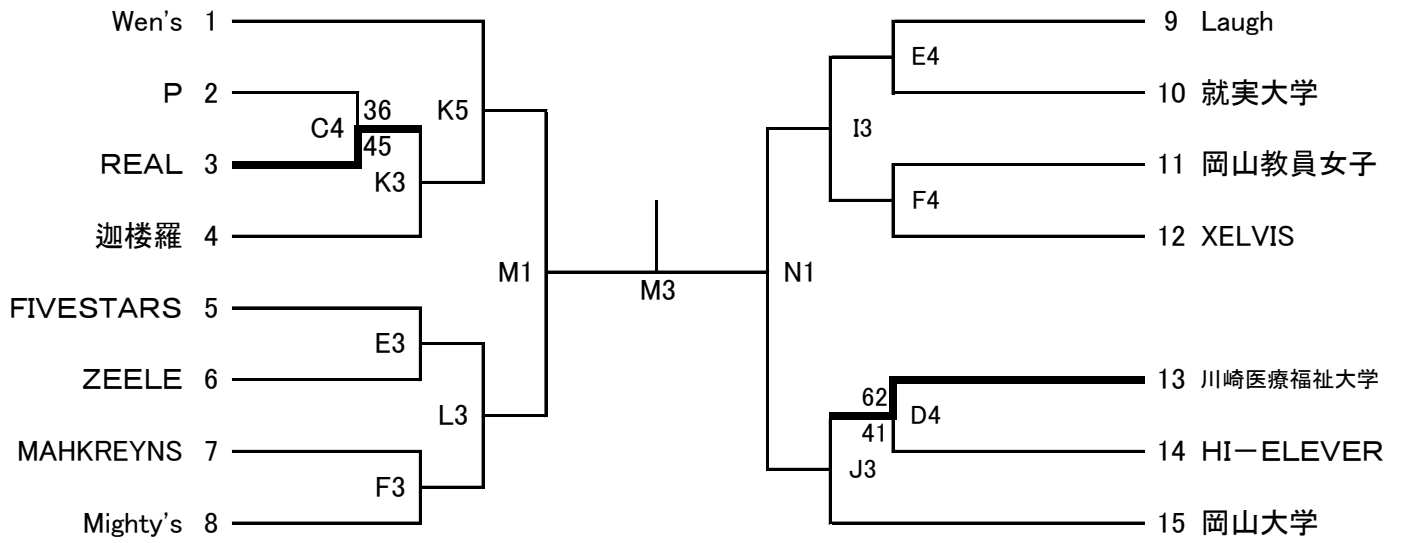 Wen's 1
P 2
36
C4
45
REAL 3
K5
K3
迦楼羅 4
M1
FIVESTARS 5
E3
ZEELE 6
L3
MAHKREYNS 7
F3
Mighty's 8
M3
9 Laugh
E4
10 就実大学
I3
11 岡山教員女子
F4
12 XELVIS
N1
13 川崎医療福祉大学
62
D4
41
14 HI－ELEVER
J3
15 岡山大学